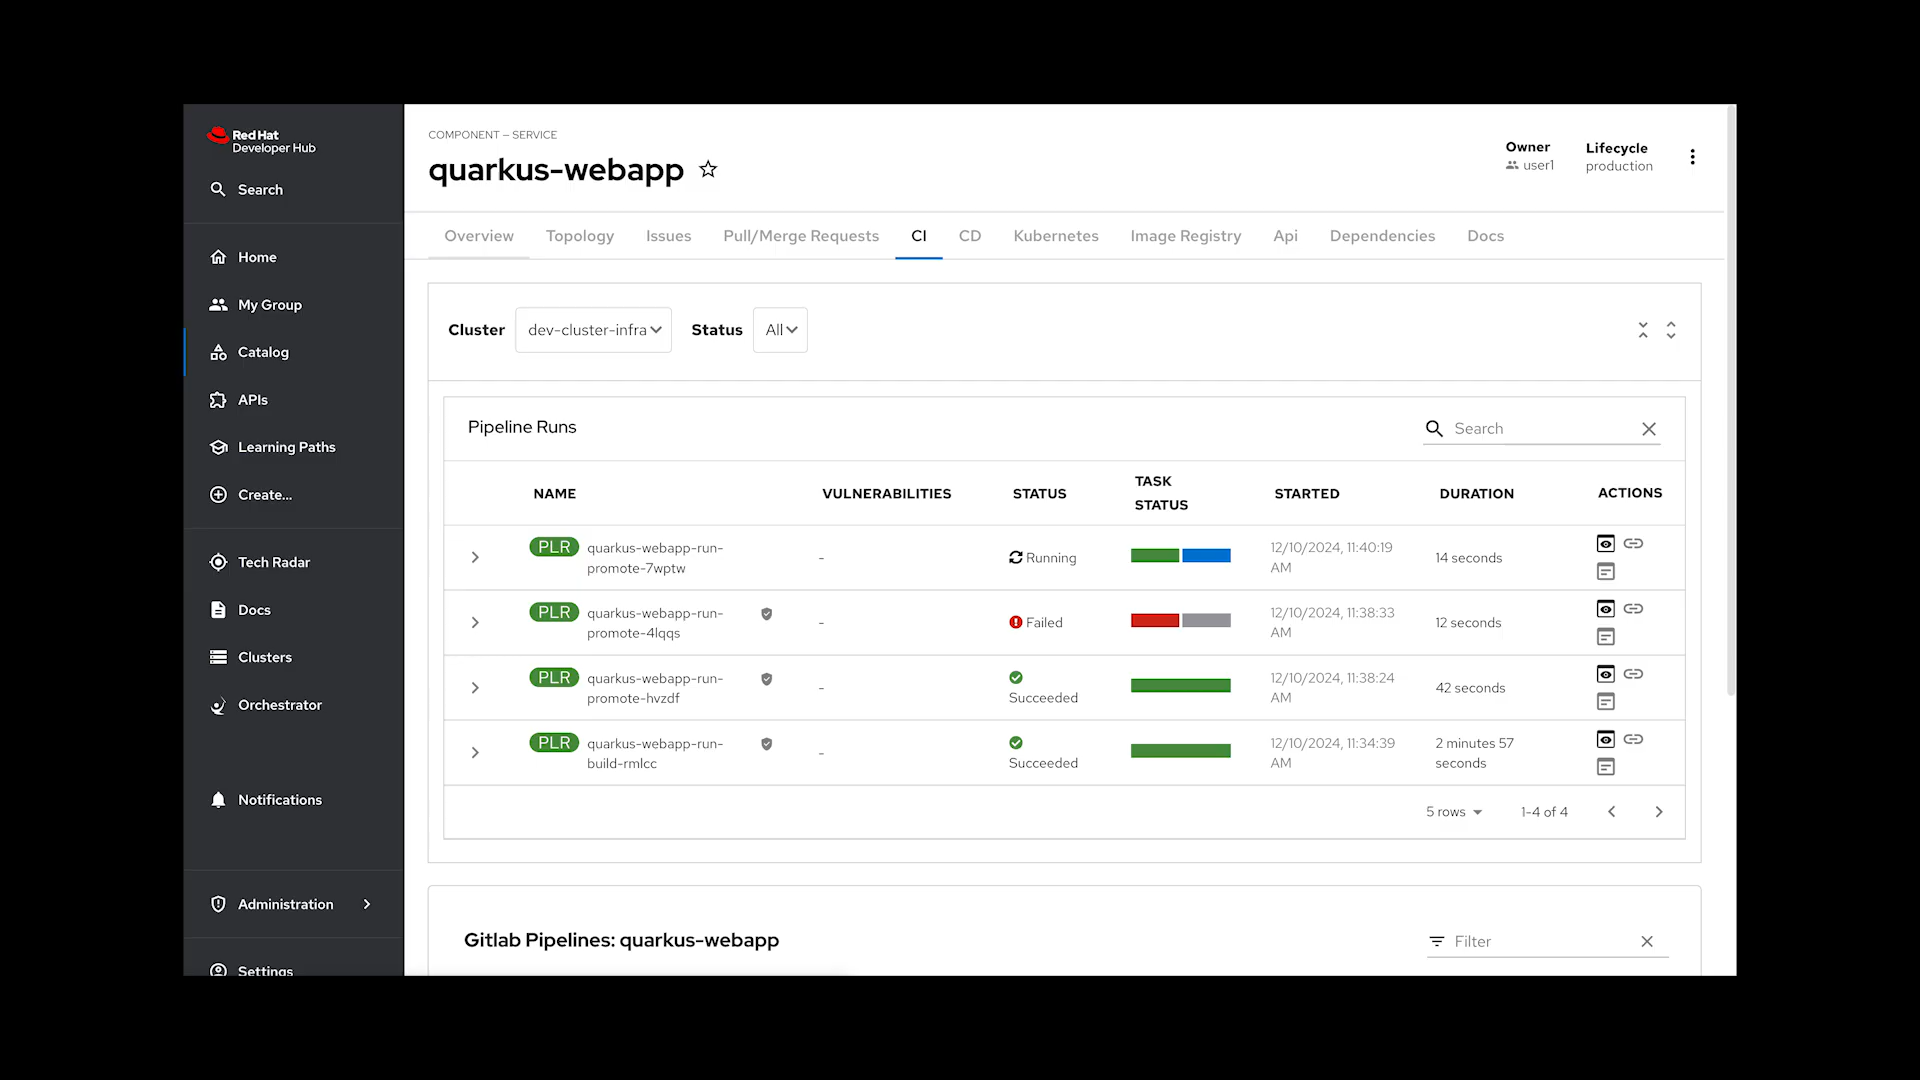 Red Hat
Developer Hub
Search
Home
My Group
Catalog
APIs
Learning Paths
Create...
Tech Radar
Docs
Clusters
Orchestrator
Notifications
Administration
Settings
COMPONENT — SERVICE
quarkus-webapp
Owner
user1
Lifecycle
production
Overview Topology Issues Pull/Merge Requests CI CD Kubernetes Image Registry Api Dependencies Docs
Cluster dev-cluster-infra Status All
Pipeline Runs
Search
NAME VULNERABILITIES STATUS TASK STATUS STARTED DURATION ACTIONS
PLR quarkus-webapp-run-
promote-7wptw
-
Running
12/10/2024, 11:40:19
AM
14 seconds
PLR quarkus-webapp-run-
promote-4lqqs
-
Failed
12/10/2024, 11:38:33
AM
12 seconds
PLR quarkus-webapp-run-
promote-hvzdf
-
Succeeded
12/10/2024, 11:38:24
AM
42 seconds
PLR quarkus-webapp-run-
build-rmlcc
-
Succeeded
12/10/2024, 11:34:39
AM
2 minutes 57
seconds
5 rows 1-4 of 4
Gitlab Pipelines: quarkus-webapp
Filter